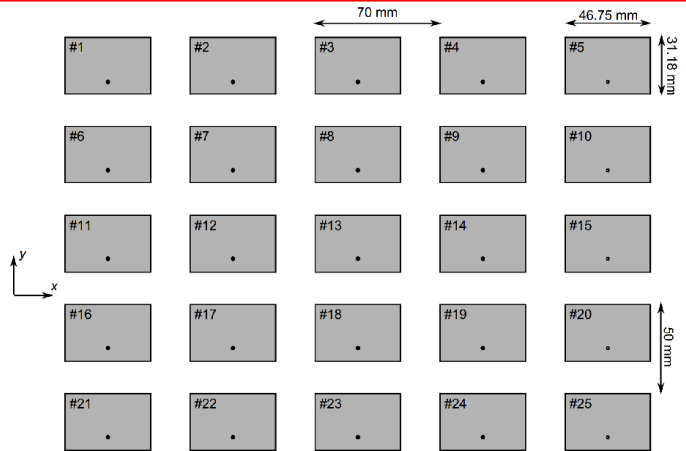 70 mm
46.75 mm
#1 #2 #3 #4 #5
31.18 mm
#6 #7 #8 #9 #10
#11 #12 #13 #14 #15
y
x
#16 #17 #18 #19 #20
50 mm
#21 #22 #23 #24 #25